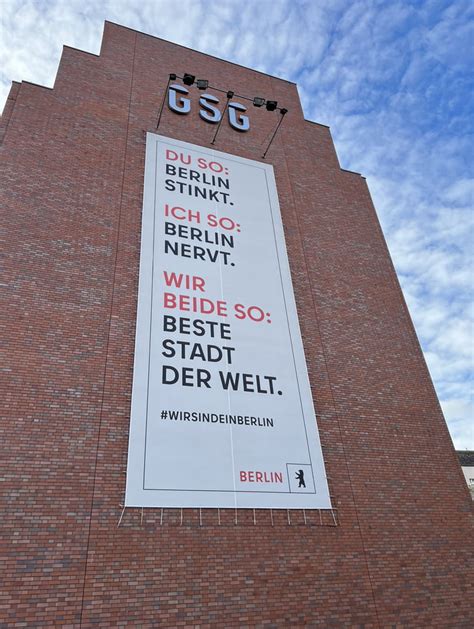 GSG
DU SO:
BERLIN
STINKT.
ICH SO:
BERLIN
NERVT.
WIR
BEIDE SO:
BESTE
STADT
DER WELT.
#WIRSINDEINBERLIN
BERLIN